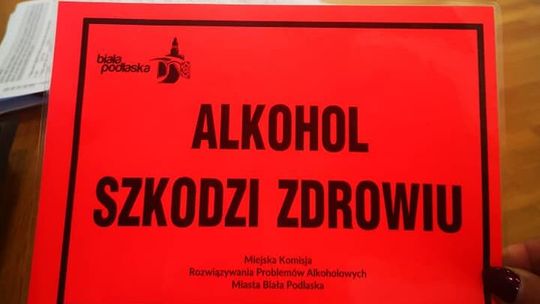 biała
podlaska
ALKOHOL
SZKODZI ZDROWIU
Miejska Komisja
Rozwiązywania Problemów Alkoholowych
Miasta Biała Podlaska